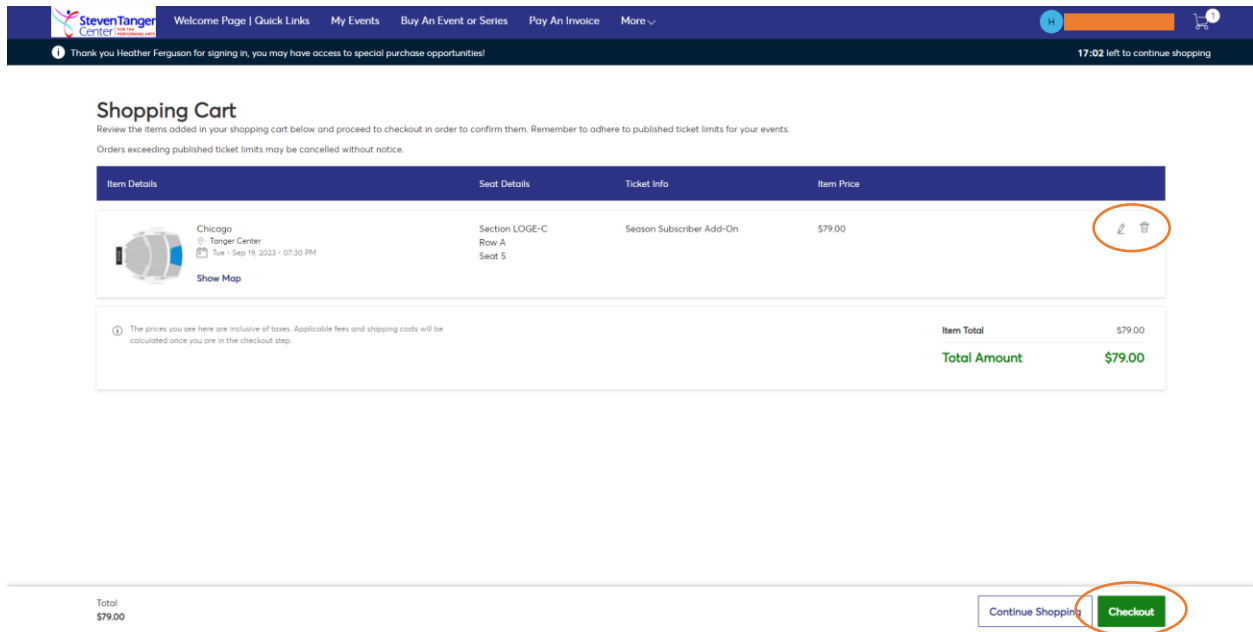 StevenTanger Welcome Page | Quick Links My Events Buy An Event or Series Pay An Invoice More H 1
Center FOR THE PERFORMING ARTS
i Thank you Heather Ferguson for signing in, you may have access to special purchase opportunities! 17:02 left to continue shopping
Shopping Cart
Review the items added in your shopping cart below and proceed to checkout in order to confirm them. Remember to adhere to published ticket limits for your events.
Orders exceeding published ticket limits may be cancelled without notice.
Item Details Seat Details Ticket Info Item Price
Chicago Section LOGE-C Season Subscriber Add-On $79.00
Tanger Center Row A
Tue • Sep 19, 2023 • 07:30 PM Seat 5
Show Map
The prices you see here are inclusive of taxes. Applicable fees and shipping costs will be Item Total $79.00
calculated once you are in the checkout step.
Total Amount $79.00
Total
$79.00 Continue Shopping Checkout